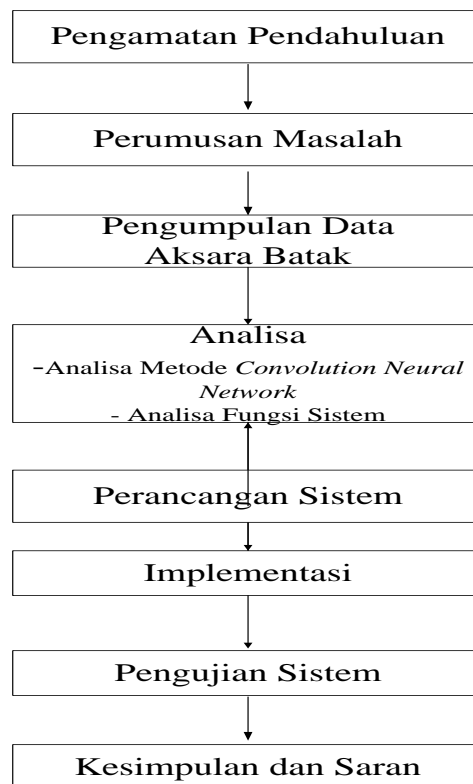 Pengamatan Pendahuluan
Perumusan Masalah
Pengumpulan Data
Aksara Batak
Analisa
-Analisa Metode Convolution Neural
Network
- Analisa Fungsi Sistem
Perancangan Sistem
Implementasi
Pengujian Sistem
Kesimpulan dan Saran